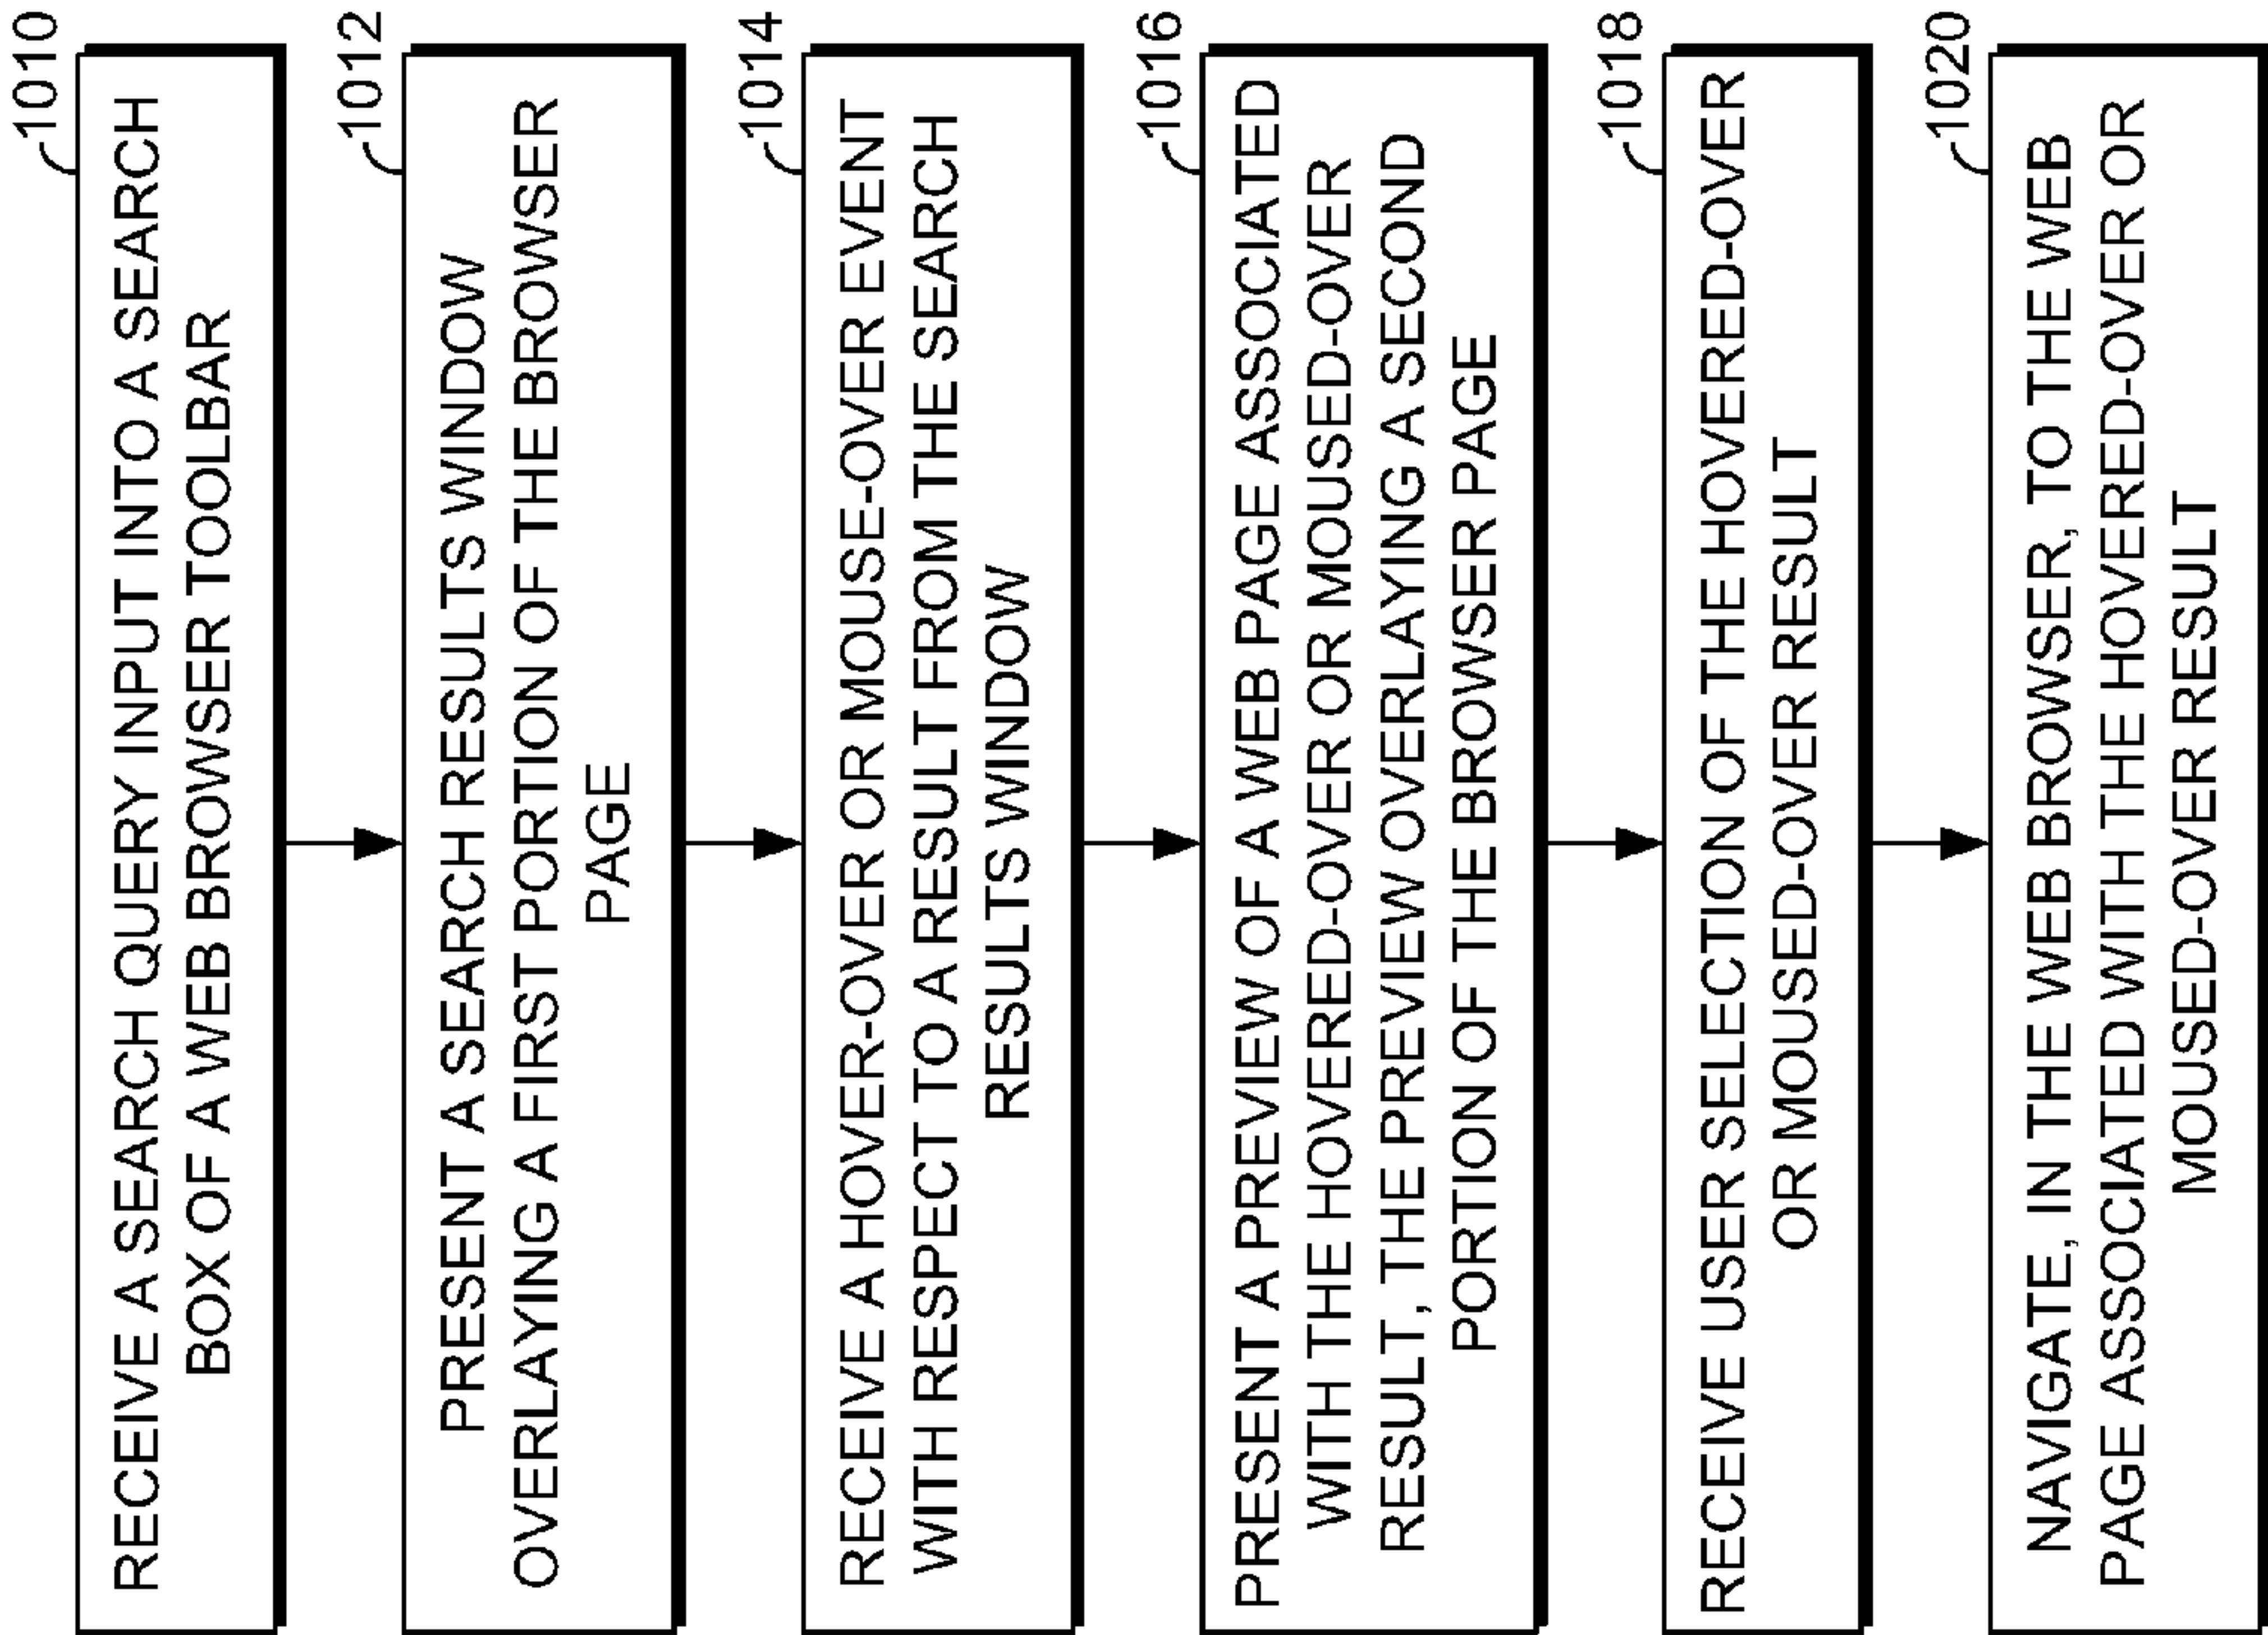 1010
RECEIVE A SEARCH QUERY INPUT INTO A SEARCH
BOX OF A WEB BROWSER TOOLBAR
1012
PRESENT A SEARCH RESULTS WINDOW
OVERLAYING A FIRST PORTION OF THE BROWSER
PAGE
1014
RECEIVE A HOVER-OVER OR MOUSE-OVER EVENT
WITH RESPECT TO A RESULT FROM THE SEARCH
RESULTS WINDOW
1016
PRESENT A PREVIEW OF A WEB PAGE ASSOCIATED
WITH THE HOVERED-OVER OR MOUSED-OVER
RESULT, THE PREVIEW OVERLAYING A SECOND
PORTION OF THE BROWSER PAGE
1018
RECEIVE USER SELECTION OF THE HOVERED-OVER
OR MOUSED-OVER RESULT
1020
NAVIGATE, IN THE WEB BROWSER, TO THE WEB
PAGE ASSOCIATED WITH THE HOVERED-OVER OR
MOUSED-OVER RESULT